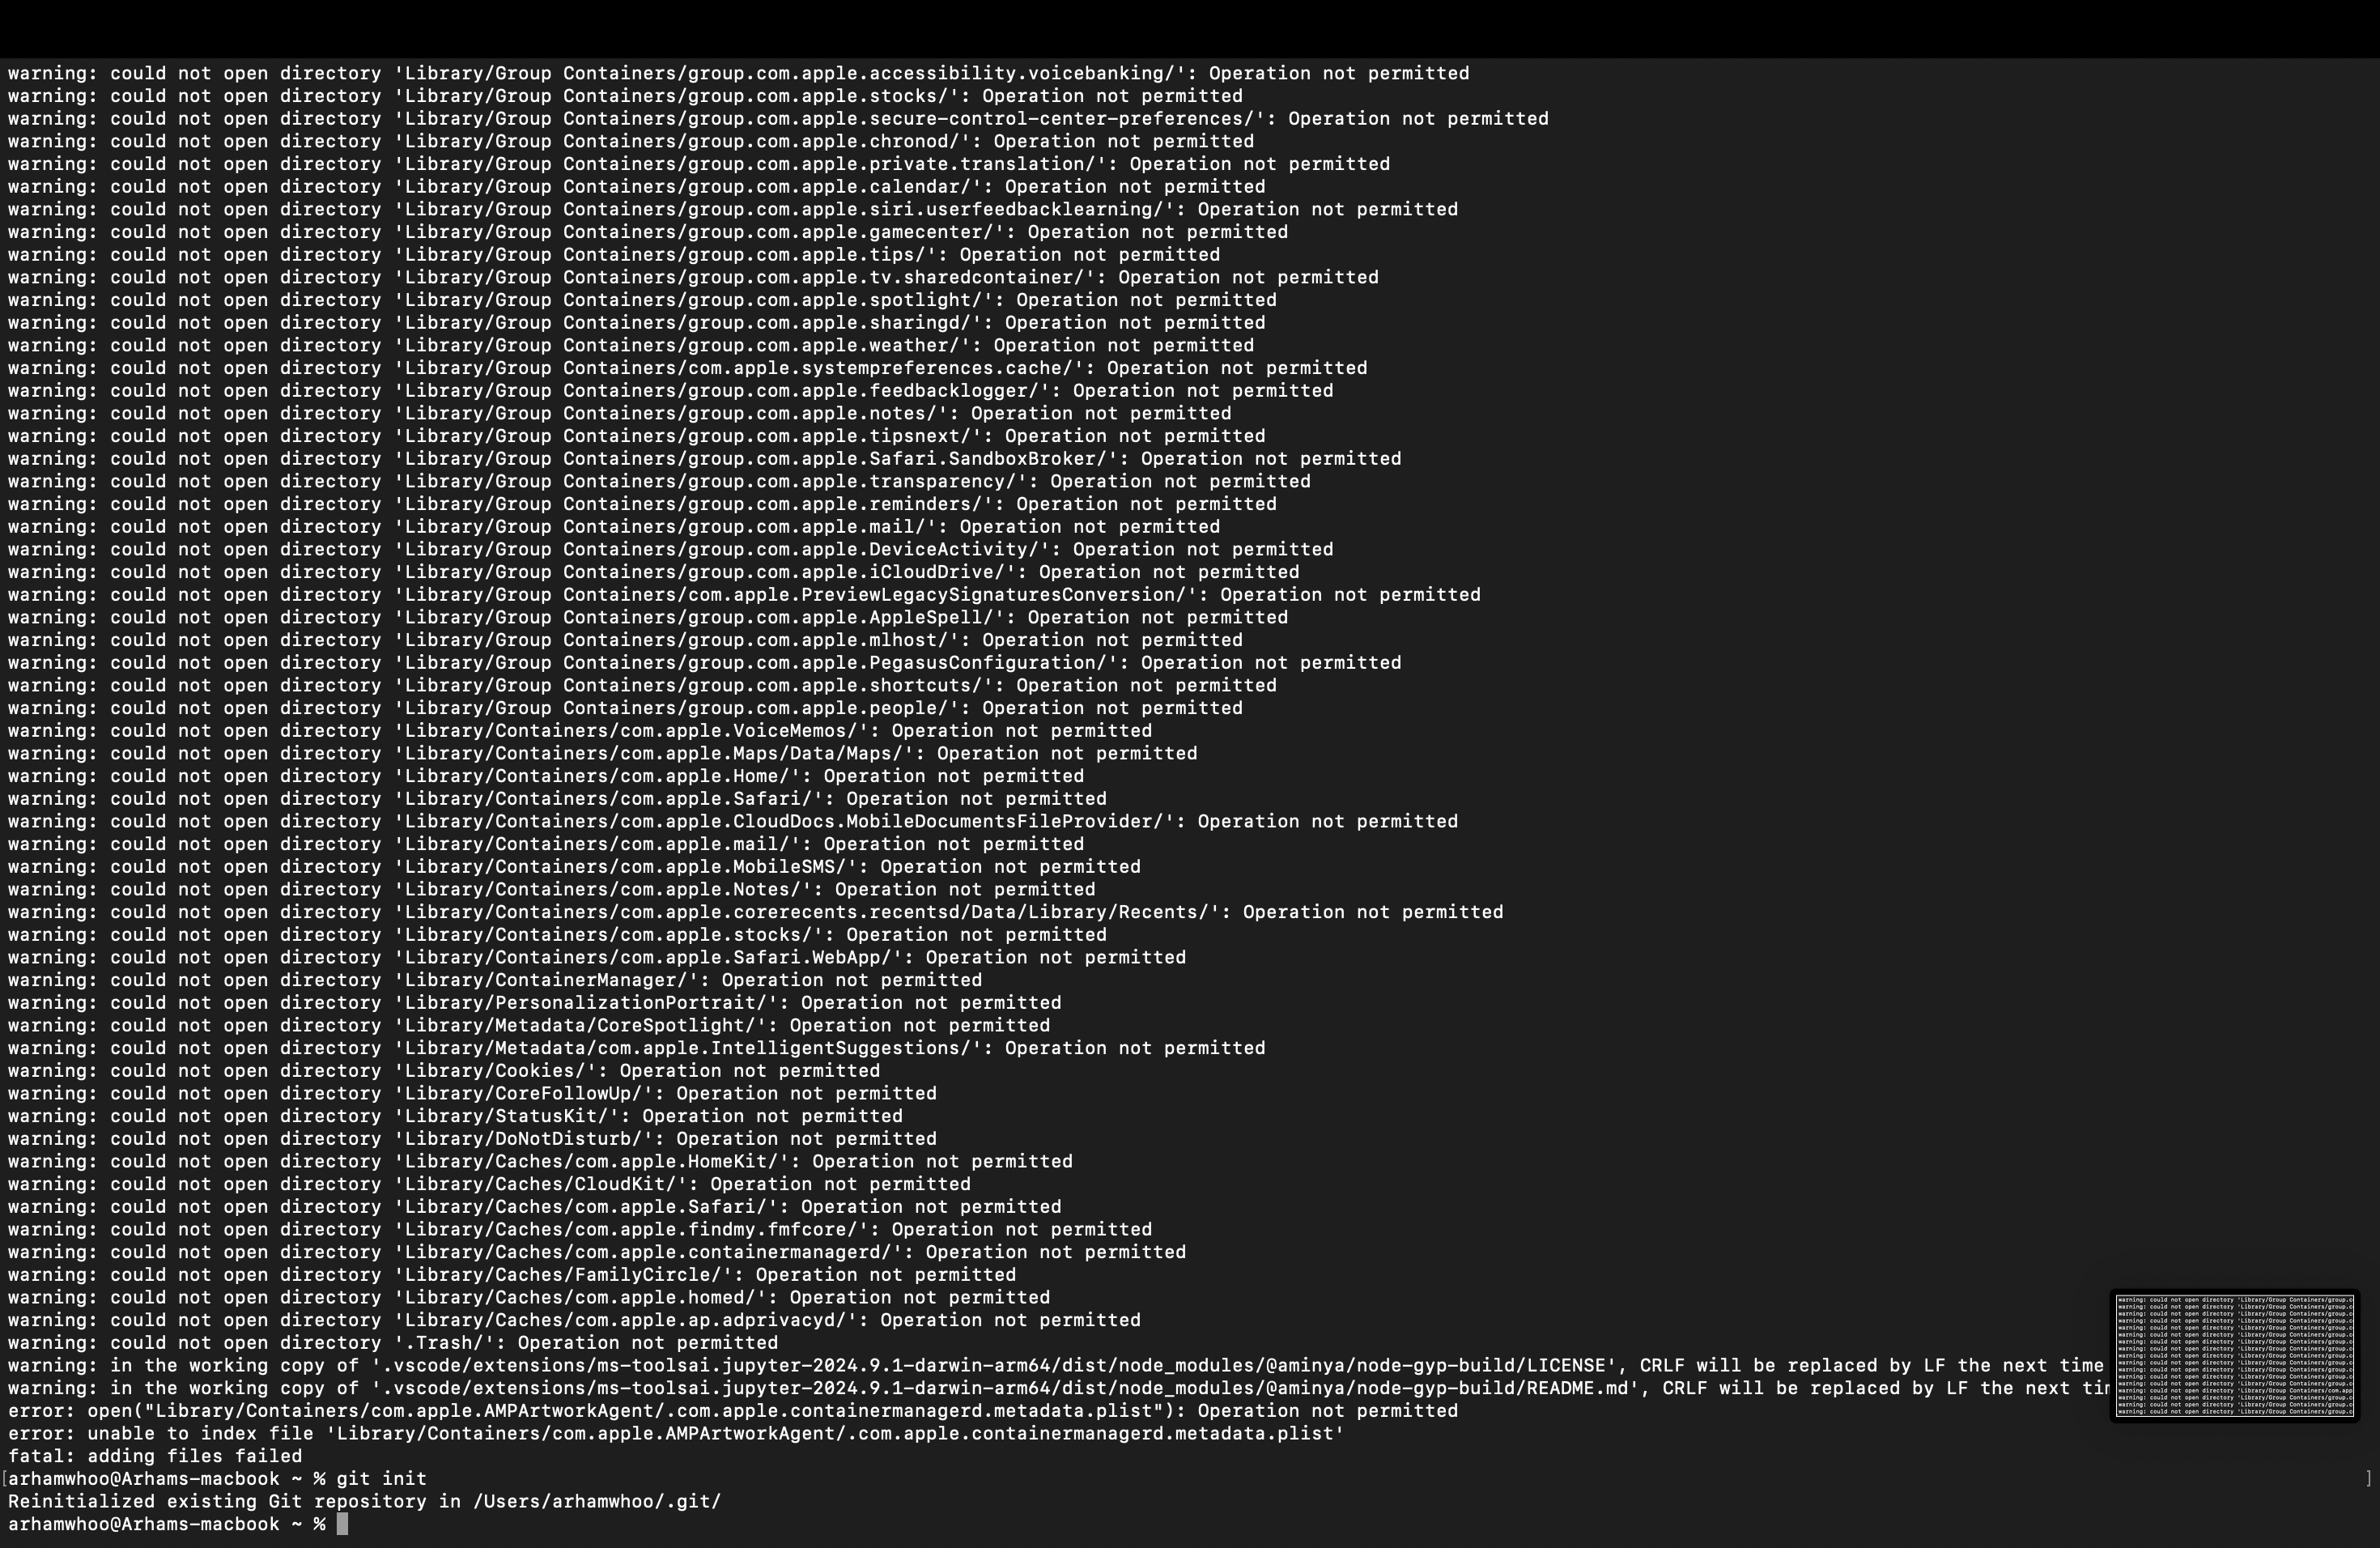 warning: could not open directory 'Library/Group Containers/group.com.apple.accessibility.voicebanking/': Operation not permitted
warning: could not open directory 'Library/Group Containers/group.com.apple.stocks/': Operation not permitted
warning: could not open directory 'Library/Group Containers/group.com.apple.secure-control-center-preferences/': Operation not permitted
warning: could not open directory 'Library/Group Containers/group.com.apple.chronod/': Operation not permitted
warning: could not open directory 'Library/Group Containers/group.com.apple.private.translation/': Operation not permitted
warning: could not open directory 'Library/Group Containers/group.com.apple.calendar/': Operation not permitted
warning: could not open directory 'Library/Group Containers/group.com.apple.siri.userfeedbacklearning/': Operation not permitted
warning: could not open directory 'Library/Group Containers/group.com.apple.gamecenter/': Operation not permitted
warning: could not open directory 'Library/Group Containers/group.com.apple.tips/': Operation not permitted
warning: could not open directory 'Library/Group Containers/group.com.apple.tv.sharedcontainer/': Operation not permitted
warning: could not open directory 'Library/Group Containers/group.com.apple.spotlight/': Operation not permitted
warning: could not open directory 'Library/Group Containers/group.com.apple.sharingd/': Operation not permitted
warning: could not open directory 'Library/Group Containers/group.com.apple.weather/': Operation not permitted
warning: could not open directory 'Library/Group Containers/com.apple.systempreferences.cache/': Operation not permitted
warning: could not open directory 'Library/Group Containers/group.com.apple.feedbacklogger/': Operation not permitted
warning: could not open directory 'Library/Group Containers/group.com.apple.notes/': Operation not permitted
warning: could not open directory 'Library/Group Containers/group.com.apple.tipsnext/': Operation not permitted
warning: could not open directory 'Library/Group Containers/group.com.apple.Safari.SandboxBroker/': Operation not permitted
warning: could not open directory 'Library/Group Containers/group.com.apple.transparency/': Operation not permitted
warning: could not open directory 'Library/Group Containers/group.com.apple.reminders/': Operation not permitted
warning: could not open directory 'Library/Group Containers/group.com.apple.mail/': Operation not permitted
warning: could not open directory 'Library/Group Containers/group.com.apple.DeviceActivity/': Operation not permitted
warning: could not open directory 'Library/Group Containers/group.com.apple.iCloudDrive/': Operation not permitted
warning: could not open directory 'Library/Group Containers/com.apple.PreviewLegacySignaturesConversion/': Operation not permitted
warning: could not open directory 'Library/Group Containers/group.com.apple.AppleSpell/': Operation not permitted
warning: could not open directory 'Library/Group Containers/group.com.apple.mlhost/': Operation not permitted
warning: could not open directory 'Library/Group Containers/group.com.apple.PegasusConfiguration/': Operation not permitted
warning: could not open directory 'Library/Group Containers/group.com.apple.shortcuts/': Operation not permitted
warning: could not open directory 'Library/Group Containers/group.com.apple.people/': Operation not permitted
warning: could not open directory 'Library/Containers/com.apple.VoiceMemos/': Operation not permitted
warning: could not open directory 'Library/Containers/com.apple.Maps/Data/Maps/': Operation not permitted
warning: could not open directory 'Library/Containers/com.apple.Home/': Operation not permitted
warning: could not open directory 'Library/Containers/com.apple.Safari/': Operation not permitted
warning: could not open directory 'Library/Containers/com.apple.CloudDocs.MobileDocumentsFileProvider/': Operation not permitted
warning: could not open directory 'Library/Containers/com.apple.mail/': Operation not permitted
warning: could not open directory 'Library/Containers/com.apple.MobileSMS/': Operation not permitted
warning: could not open directory 'Library/Containers/com.apple.Notes/': Operation not permitted
warning: could not open directory 'Library/Containers/com.apple.corerecents.recentsd/Data/Library/Recents/': Operation not permitted
warning: could not open directory 'Library/Containers/com.apple.stocks/': Operation not permitted
warning: could not open directory 'Library/Containers/com.apple.Safari.WebApp/': Operation not permitted
warning: could not open directory 'Library/ContainerManager/': Operation not permitted
warning: could not open directory 'Library/PersonalizationPortrait/': Operation not permitted
warning: could not open directory 'Library/Metadata/CoreSpotlight/': Operation not permitted
warning: could not open directory 'Library/Metadata/com.apple.IntelligentSuggestions/': Operation not permitted
warning: could not open directory 'Library/Cookies/': Operation not permitted
warning: could not open directory 'Library/CoreFollowUp/': Operation not permitted
warning: could not open directory 'Library/StatusKit/': Operation not permitted
warning: could not open directory 'Library/DoNotDisturb/': Operation not permitted
warning: could not open directory 'Library/Caches/com.apple.HomeKit/': Operation not permitted
warning: could not open directory 'Library/Caches/CloudKit/': Operation not permitted
warning: could not open directory 'Library/Caches/com.apple.Safari/': Operation not permitted
warning: could not open directory 'Library/Caches/com.apple.findmy.fmfcore/': Operation not permitted
warning: could not open directory 'Library/Caches/com.apple.containermanagerd/': Operation not permitted
warning: could not open directory 'Library/Caches/FamilyCircle/': Operation not permitted
warning: could not open directory 'Library/Caches/com.apple.homed/': Operation not permitted
warning: could not open directory 'Library/Caches/com.apple.ap.adprivacyd/': Operation not permitted
warning: could not open directory '.Trash/': Operation not permitted
warning: in the working copy of '.vscode/extensions/ms-toolsai.jupyter-2024.9.1-darwin-arm64/dist/node_modules/@aminya/node-gyp-build/LICENSE', CRLF will be replaced by LF the next time
warning: in the working copy of '.vscode/extensions/ms-toolsai.jupyter-2024.9.1-darwin-arm64/dist/node_modules/@aminya/node-gyp-build/README.md', CRLF will be replaced by LF the next
error: open("Library/Containers/com.apple.AMPArtworkAgent/.com.apple.containermanagerd.metadata.plist"): Operation not permitted
error: unable to index file 'Library/Containers/com.apple.AMPArtworkAgent/.com.apple.containermanagerd.metadata.plist'
fatal: adding files failed
[arhamwhoo@Arhams-macbook ~ % git init ]
Reinitialized existing Git repository in /Users/arhamwhoo/.git/
arhamwhoo@Arhams-macbook ~ %